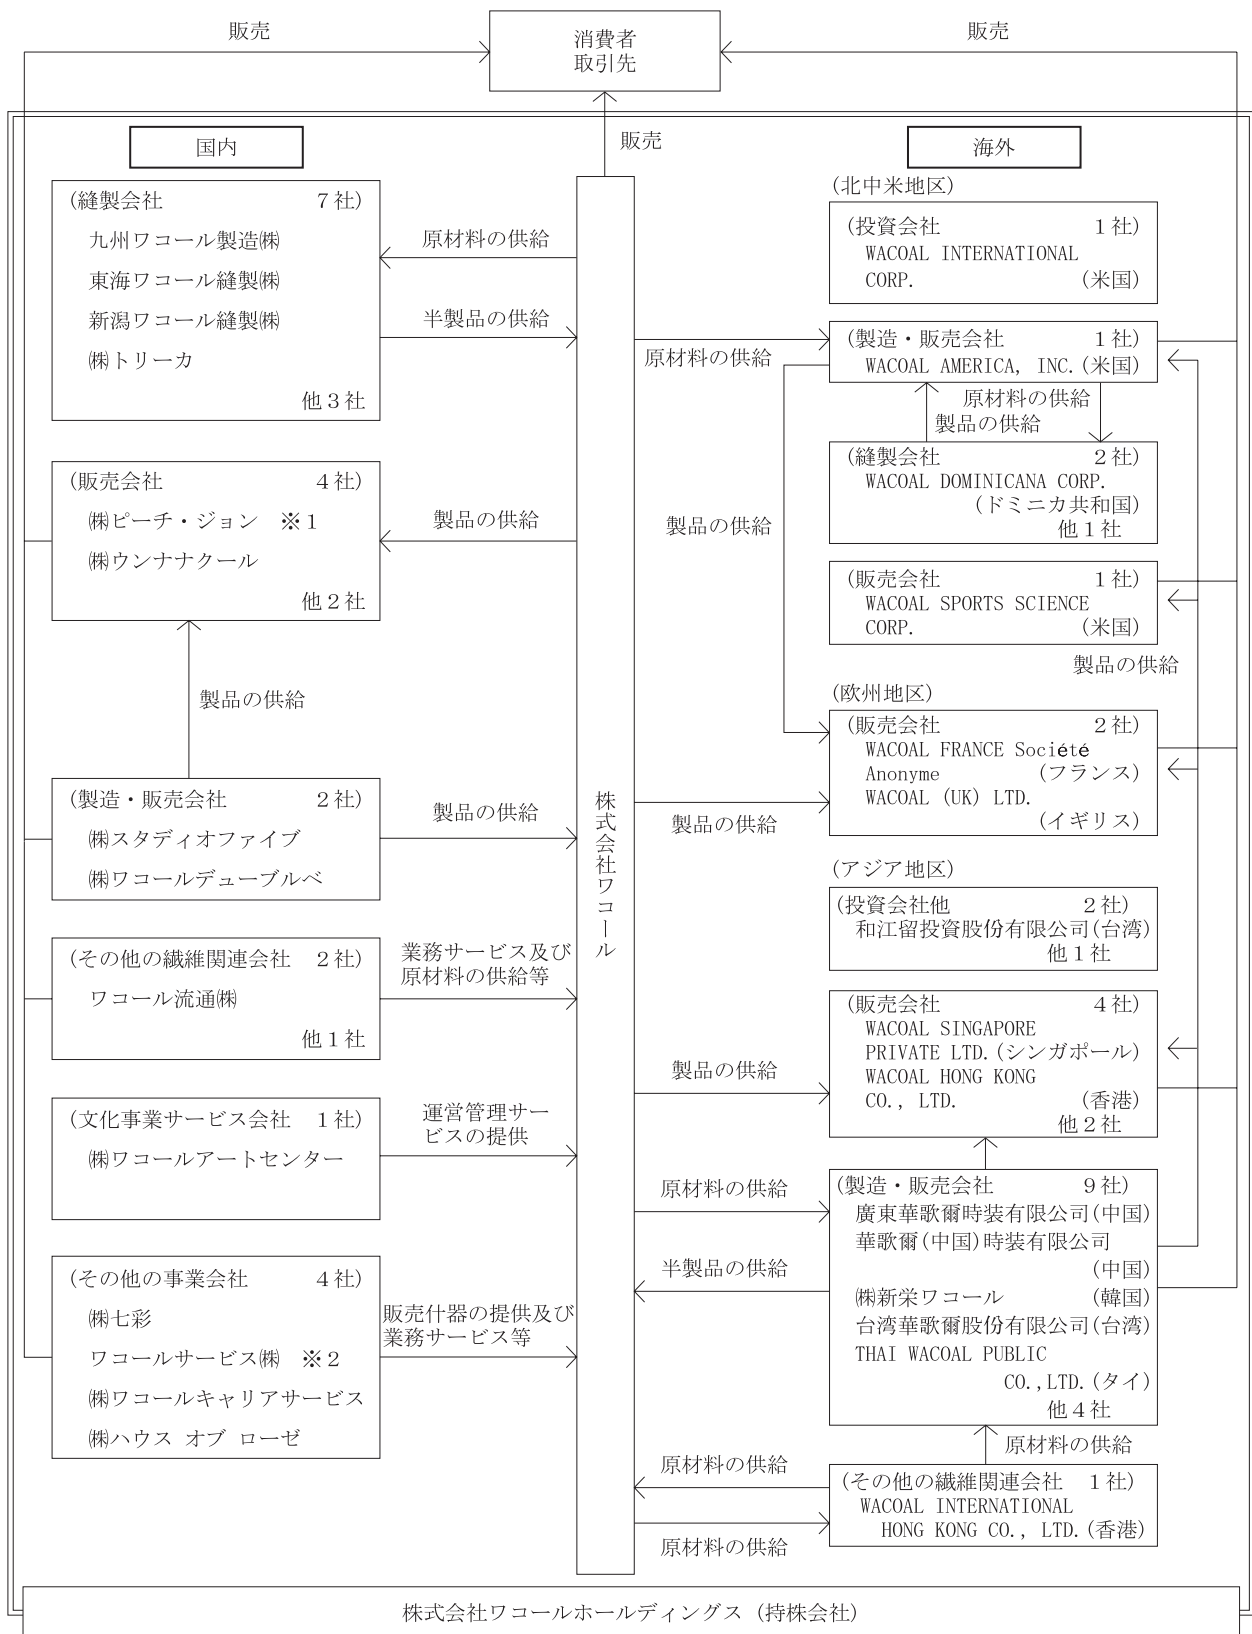 販売
消費者
取引先
販売
販売
国内
(縫製会社 7社)
九州ワコール製造㈱
東海ワコール縫製㈱
新潟ワコール縫製㈱
㈱トリーカ
他3社
原材料の供給
半製品の供給
(販売会社 4社)
㈱ピーチ・ジョン ※1
㈱ウンナナクール
他2社
製品の供給
製品の供給
(製造・販売会社 2社)
㈱スタディオファイブ
㈱ワコールデューブルベ
製品の供給
(その他の繊維関連会社 2社)
ワコール流通㈱
他1社
業務サービス及び
原材料の供給等
(文化事業サービス会社 1社)
㈱ワコールアートセンター
運営管理サー
ビスの提供
(その他の事業会社 4社)
㈱七彩
ワコールサービス㈱ ※2
㈱ワコールキャリアサービス
㈱ハウス オブ ローゼ
販売什器の提供及び
業務サービス等
株式会社ワコール
海外
(北中米地区)
(投資会社 1社)
WACOAL INTERNATIONAL
CORP. (米国)
原材料の供給
(製造・販売会社 1社)
WACOAL AMERICA, INC.(米国)
原材料の供給
製品の供給
(縫製会社 2社)
WACOAL DOMINICANA CORP.
(ドミニカ共和国)
他1社
製品の供給
(販売会社 1社)
WACOAL SPORTS SCIENCE
CORP. (米国)
製品の供給
(欧州地区)
(販売会社 2社)
WACOAL FRANCE Société
Anonyme (フランス)
WACOAL (UK) LTD.
(イギリス)
製品の供給
(アジア地区)
(投資会社他 2社)
和江留投資股份有限公司(台湾)
他1社
(販売会社 4社)
WACOAL SINGAPORE
PRIVATE LTD.(シンガポール)
WACOAL HONG KONG
CO., LTD. (香港)
他2社
製品の供給
原材料の供給
半製品の供給
(製造・販売会社 9社)
廣東華歌爾時装有限公司(中国)
華歌爾(中国)時装有限公司
(中国)
㈱新栄ワコール (韓国)
台湾華歌爾股份有限公司(台湾)
THAI WACOAL PUBLIC
CO.,LTD.(タイ)
他4社
原材料の供給
原材料の供給
(その他の繊維関連会社 1社)
WACOAL INTERNATIONAL
HONG KONG CO., LTD.(香港)
原材料の供給
株式会社ワコールホールディングス (持株会社)